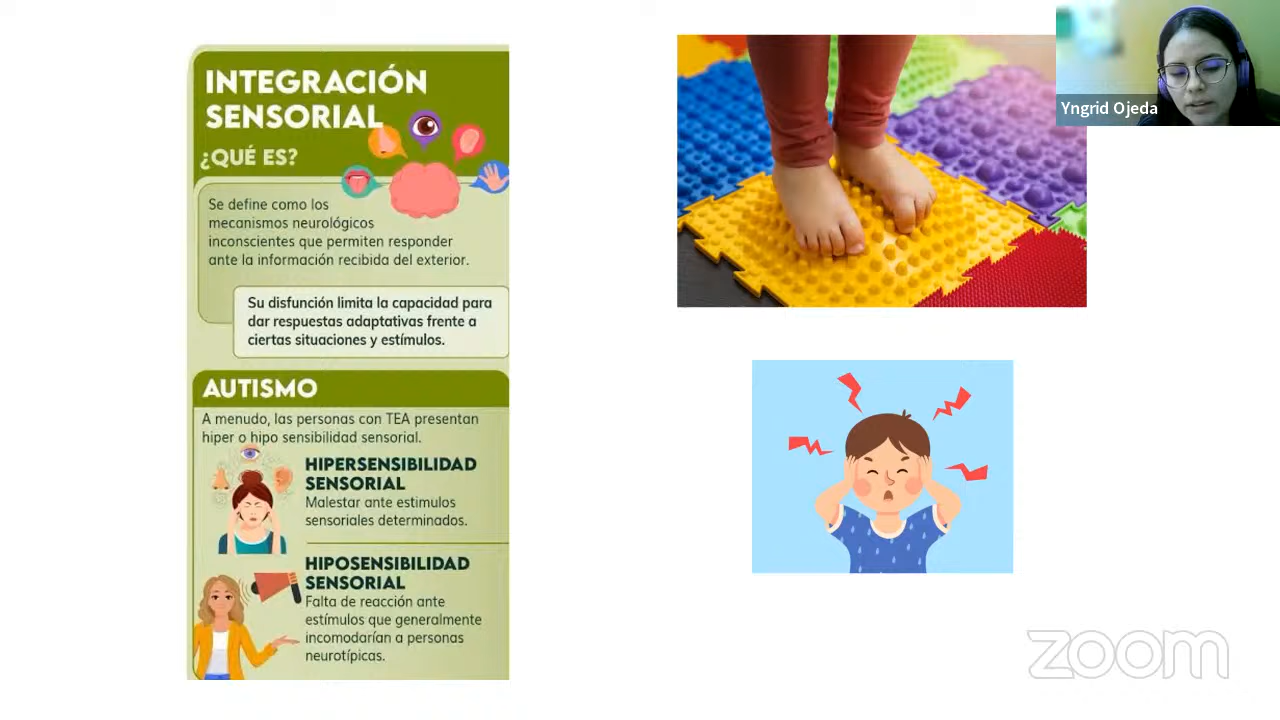 INTEGRACIÓN
SENSORIAL
¿QUÉ ES?
Se define como los
mecanismos neurológicos
inconscientes que permiten responder
ante la información recibida del exterior.
Su disfunción limita la capacidad para
dar respuestas adaptativas frente a
ciertas situaciones y estímulos.
AUTISMO
A menudo, las personas con TEA presentan
hiper o hipo sensibilidad sensorial.
HIPERSENSIBILIDAD
SENSORIAL
Malestar ante estimulos
sensoriales determinados.
HIPOSENSIBILIDAD
SENSORIAL
Falta de reacción ante
estímulos que generalmente
incomodarían a personas
neurotípicas.
Yngrid Ojeda
zoom